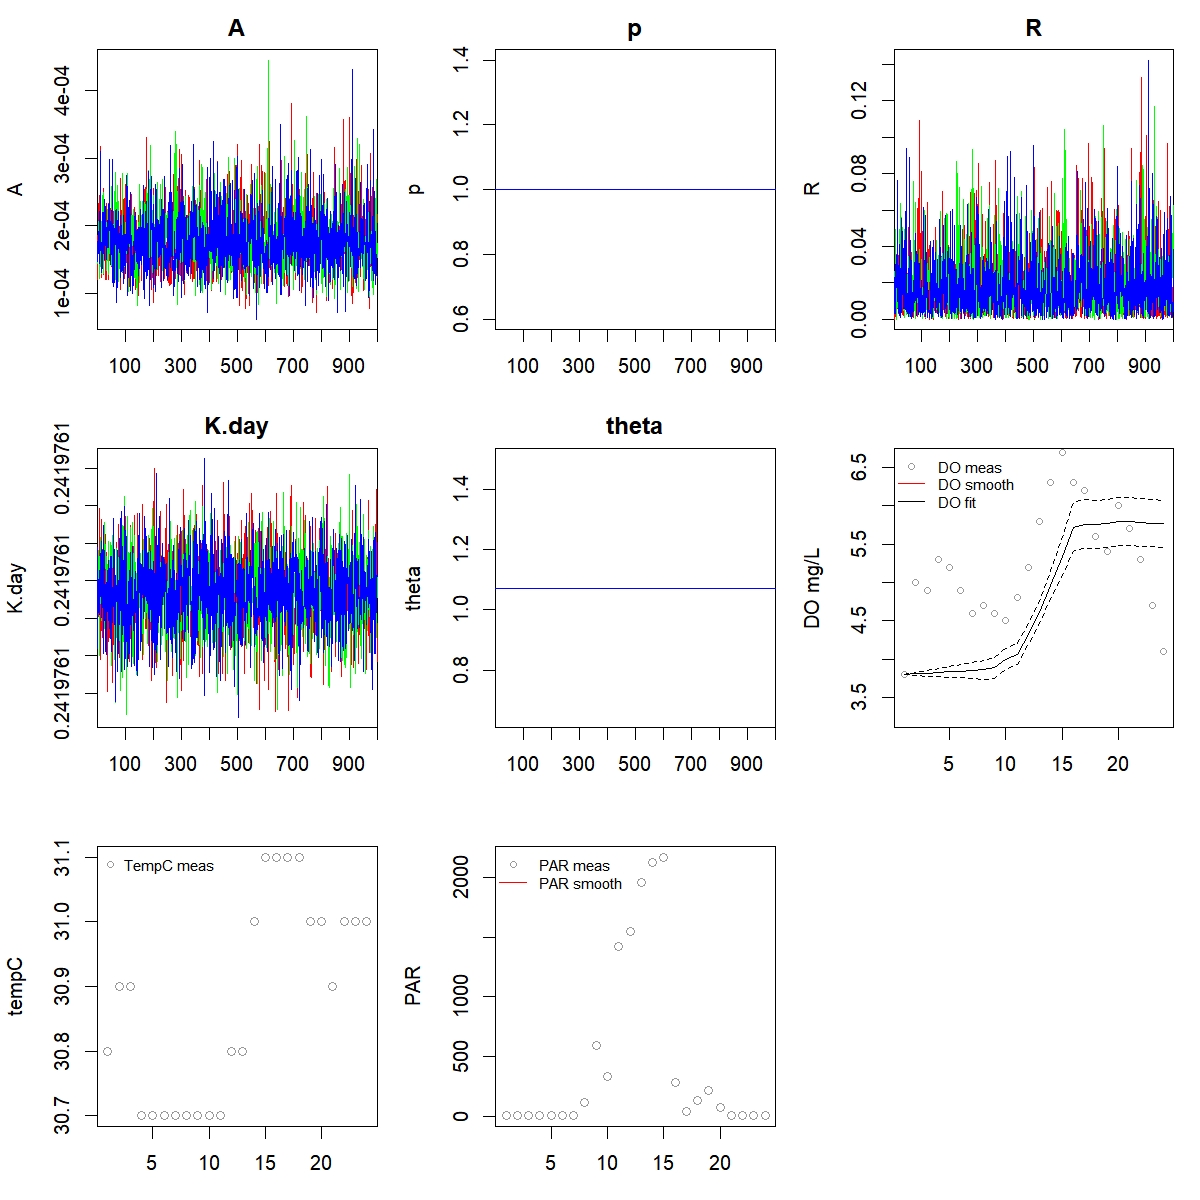 A
p
R
A
1e-04 2e-04 3e-04 4e-04
100 300 500 700 900
p
0.6 0.8 1.0 1.2 1.4
100 300 500 700 900
R
0.00 0.04 0.08 0.12
100 300 500 700 900
K.day
theta
K.day
0.2419761 0.2419761 0.2419761 0.2419761
100 300 500 700 900
theta
0.8 1.0 1.2 1.4
100 300 500 700 900
DO mg/L
3.5 4.5 5.5 6.5
DO meas
DO smooth
DO fit
5 10 15 20
tempC
30.7 30.8 30.9 31.0 31.1
TempC meas
5 10 15 20
PAR
0 500 1000 2000
PAR meas
PAR smooth
5 10 15 20